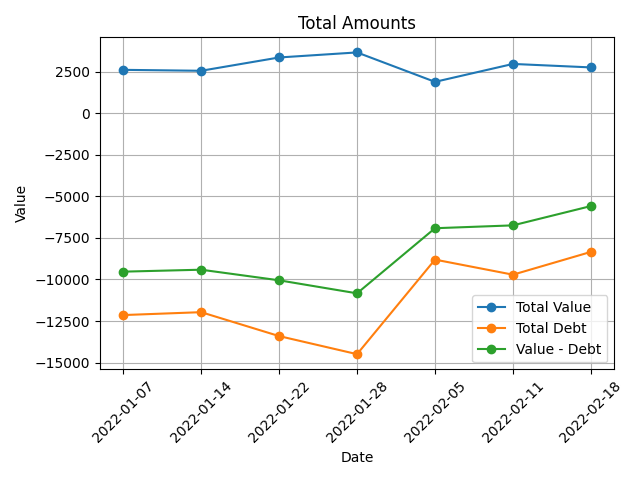 Total Amounts
Value
2500
0
−2500
−5000
−7500
−10000
−12500
−15000
Total Value
Total Debt
Value - Debt
2022-01-07
2022-01-14
2022-01-22
2022-01-28
2022-02-05
2022-02-11
2022-02-18
Date